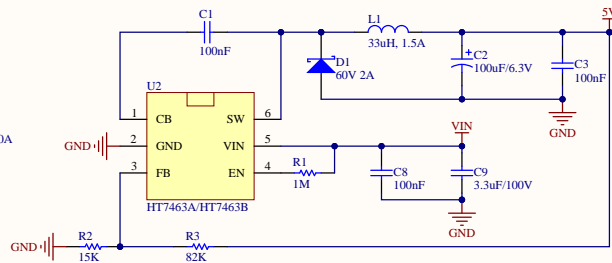 5V
C1
100nF
L1
33uH, 1.5A
D1
60V 2A
+
C2
100uF/6.3V
C3
100nF
GND
U2
1 CB SW 6
2 GND VIN 5
3 FB EN 4
HT7463A/HT7463B
0A
GND
R1
1M
VIN
C8
100nF
C9
3.3uF/100V
GND
GND
R2
15K
R3
82K